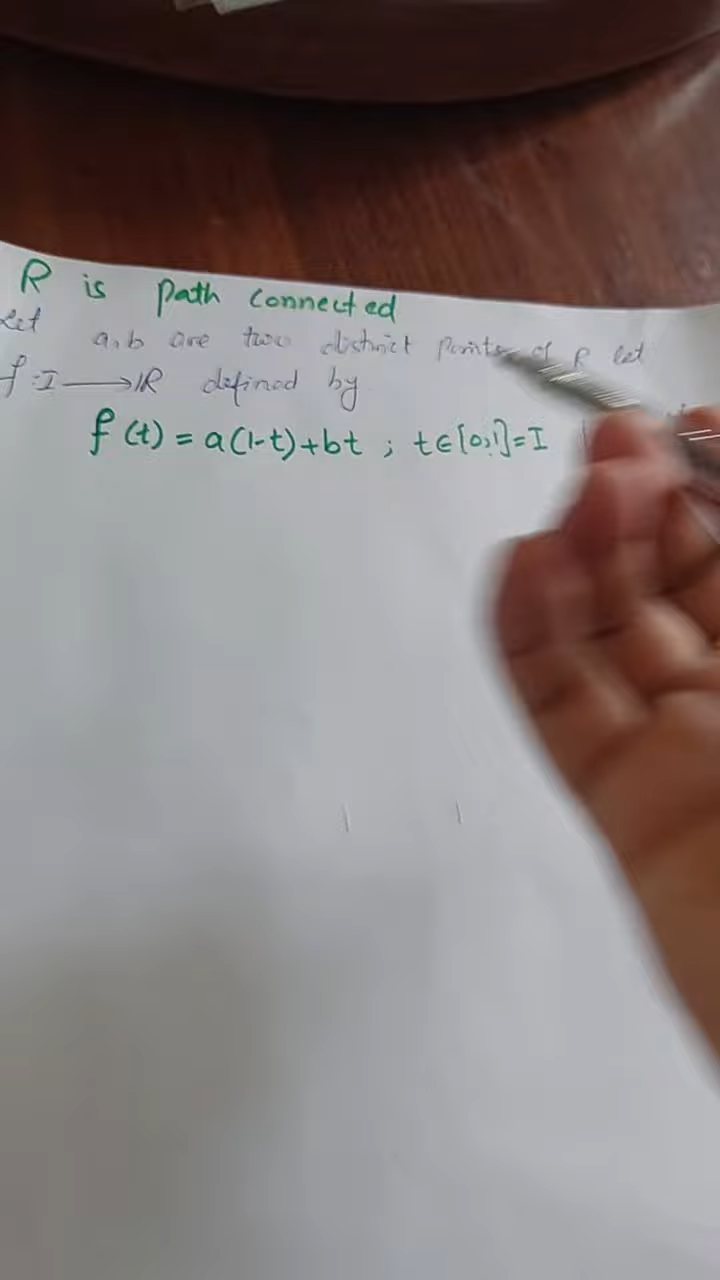 R is path connected
Let a,b are two distinct points of R let
f:I⟶ℝ defined by
f(t) = a(1-t)+bt ; t∈[0,1]=I